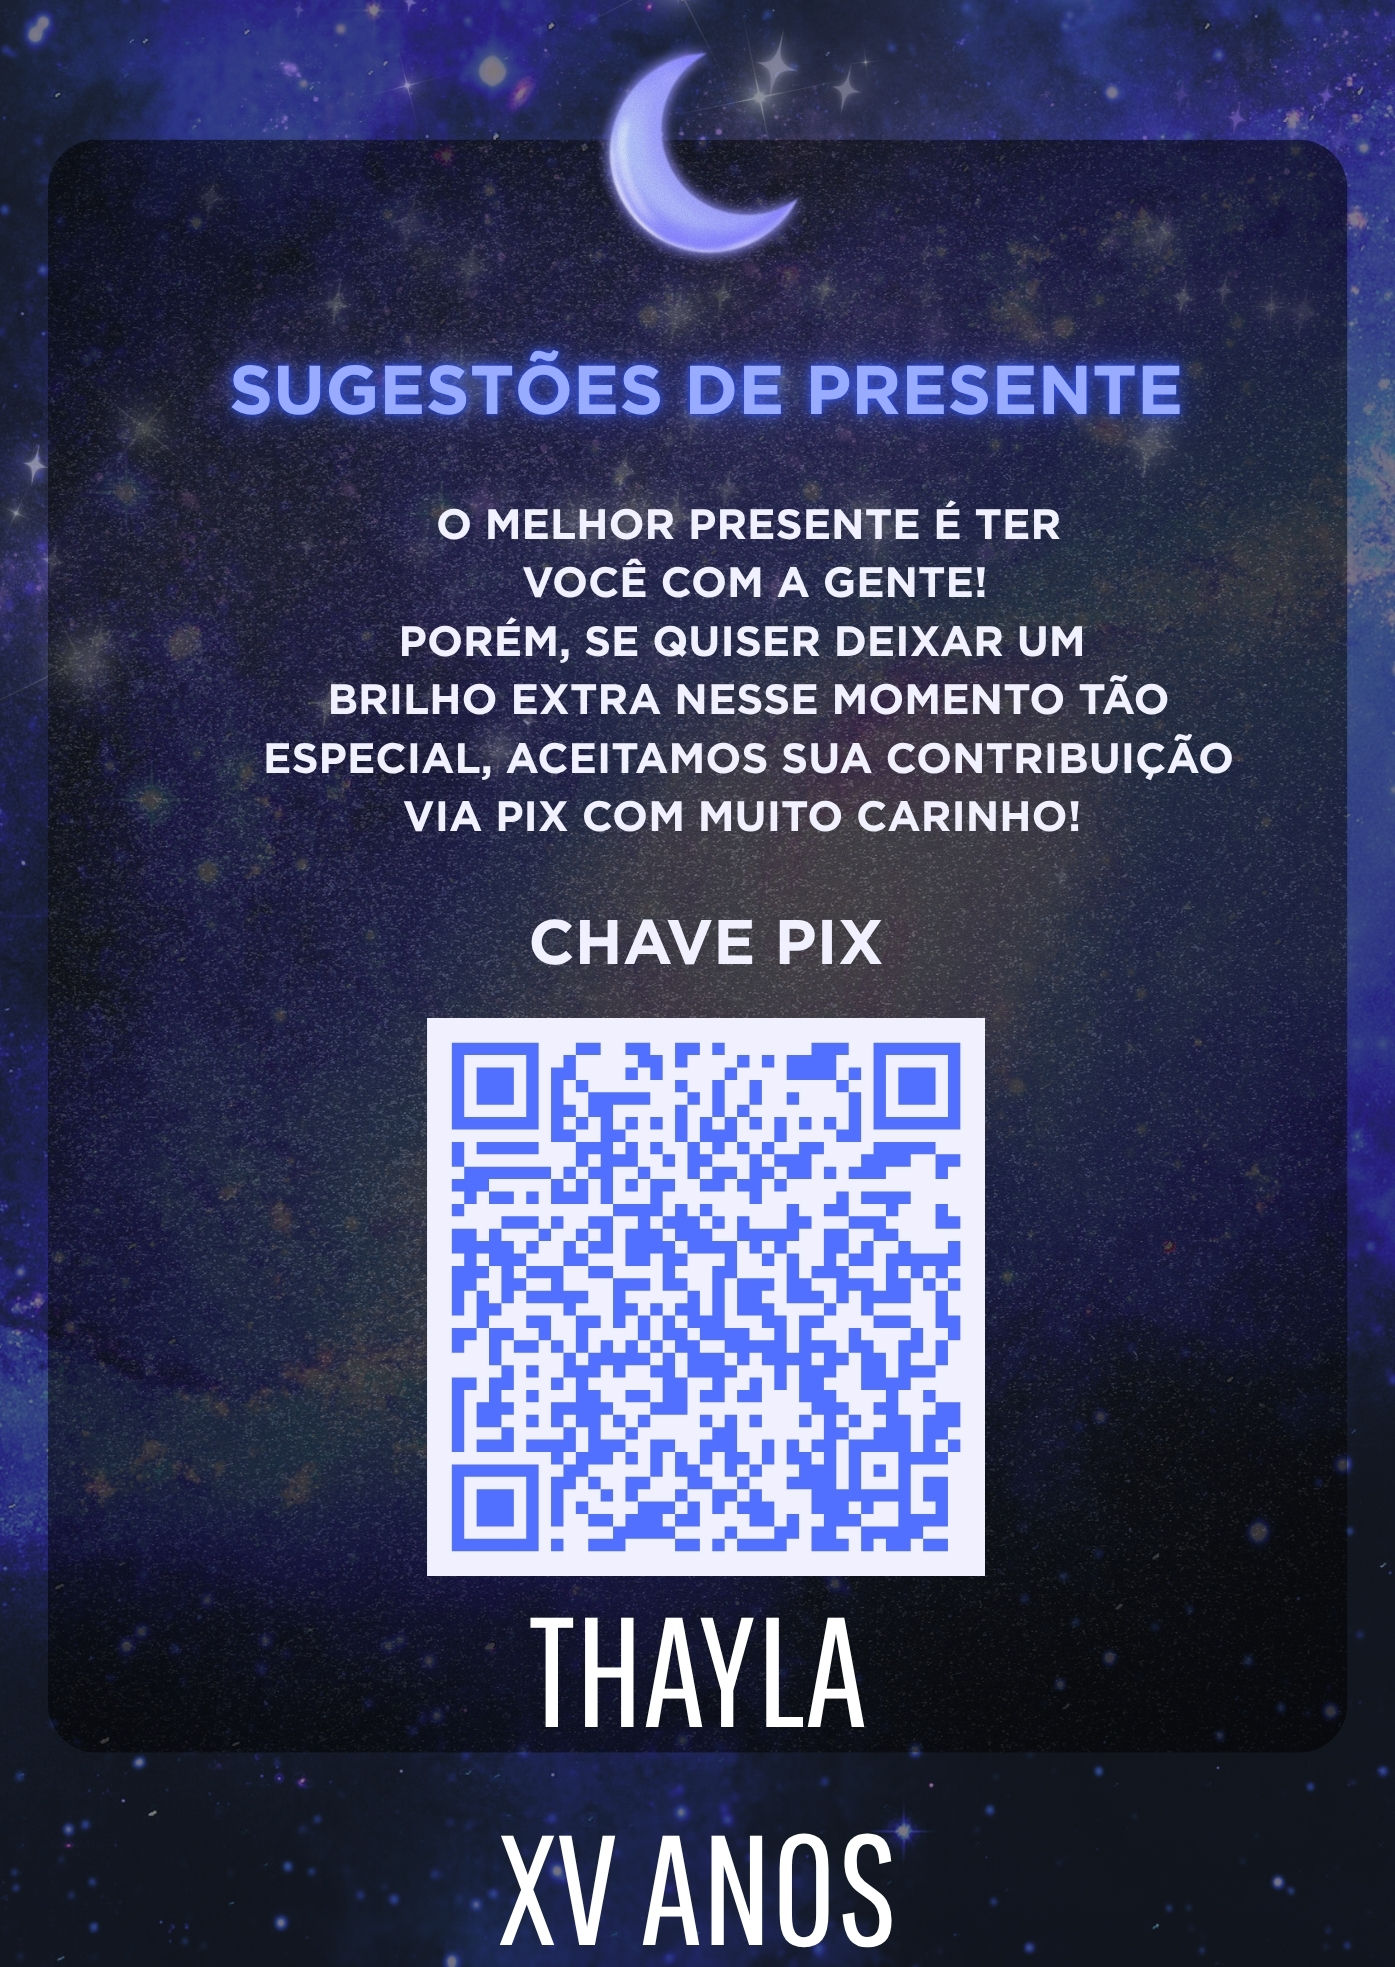 SUGESTÕES DE PRESENTE
O MELHOR PRESENTE É TER
VOCÊ COM A GENTE!
PORÉM, SE QUISER DEIXAR UM
BRILHO EXTRA NESSE MOMENTO TÃO
ESPECIAL, ACEITAMOS SUA CONTRIBUIÇÃO
VIA PIX COM MUITO CARINHO!
CHAVE PIX
THAYLA
XV ANOS